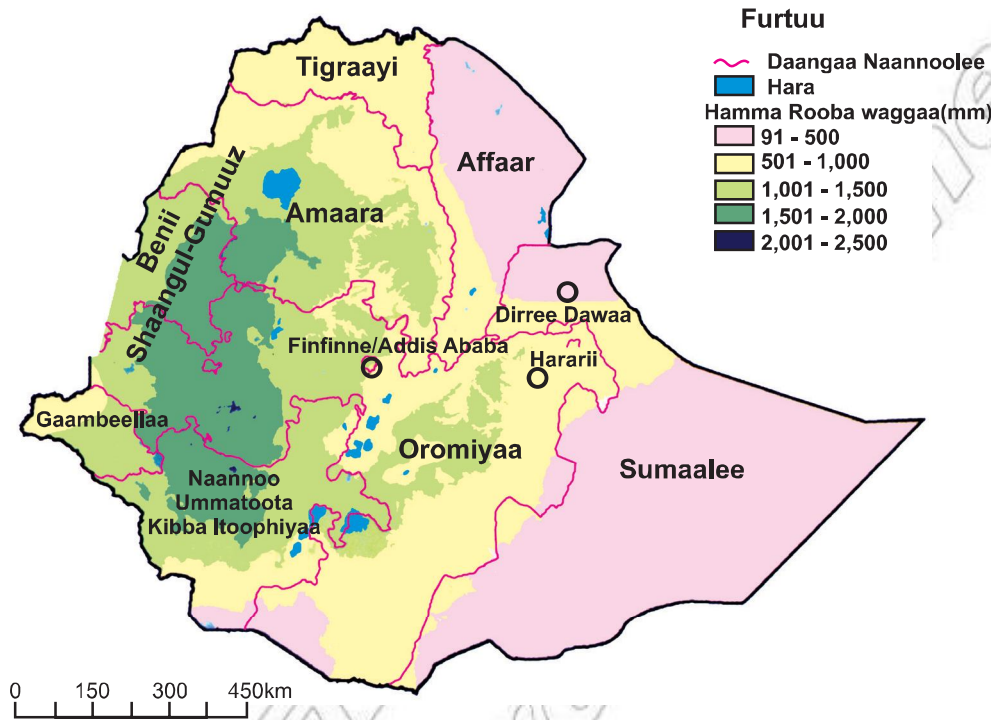 Furtuu
Daangaa Naannoolee
Hara
Hamma Rooba waggaa(mm)
91 - 500
501 - 1,000
1,001 - 1,500
1,501 - 2,000
2,001 - 2,500
Tigraayi
Affaar
Amaara
Benii
Shaangul-Gumuuz
Dirree Dawaa
Finfinne/Addis Ababa
Hararii
Gaambeellaa
Oromiyaa
Sumaalee
Naannoo
Ummatoota
Kibba Itoophiyaa
0 150 300 450km